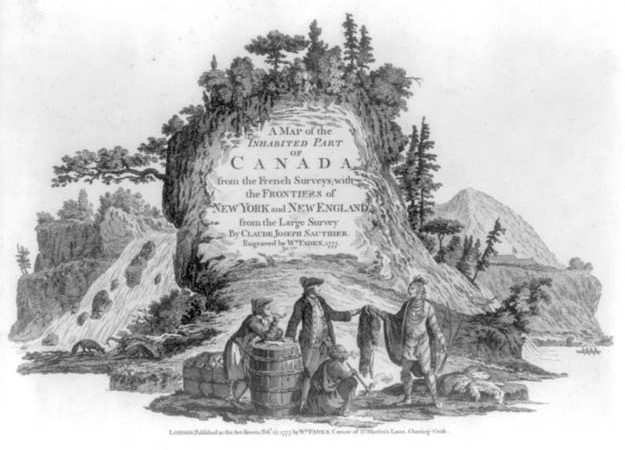 A MAP of the
INHABITED PART
OF
CANADA,
from the French Surveys; with
the FRONTIERS of
NEW YORK and NEW ENGLAND
from the Large Survey
By CLAUDE JOSEPH SAUTHIER.
Engraved by Wm. FADEN, 1777.
LONDON, Published as the Act directs, Feby. 25, 1777 by Wm. FADEN, Corner of St. Martin's Lane, Charing-Cross.